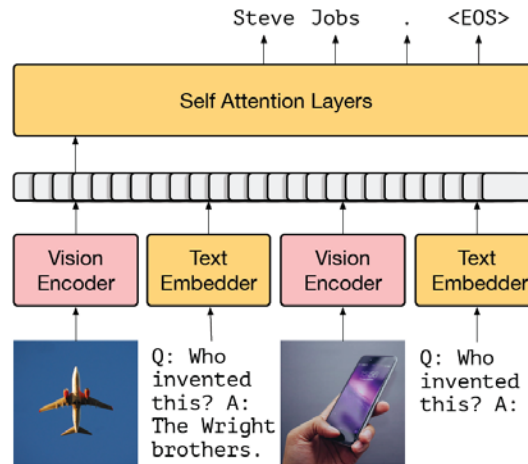 Steve Jobs . <EOS>
Self Attention Layers
Vision
Encoder
Text
Embedder
Vision
Encoder
Text
Embedder
Q: Who
invented
this? A:
The Wright
brothers.
Q: Who
invented
this? A: